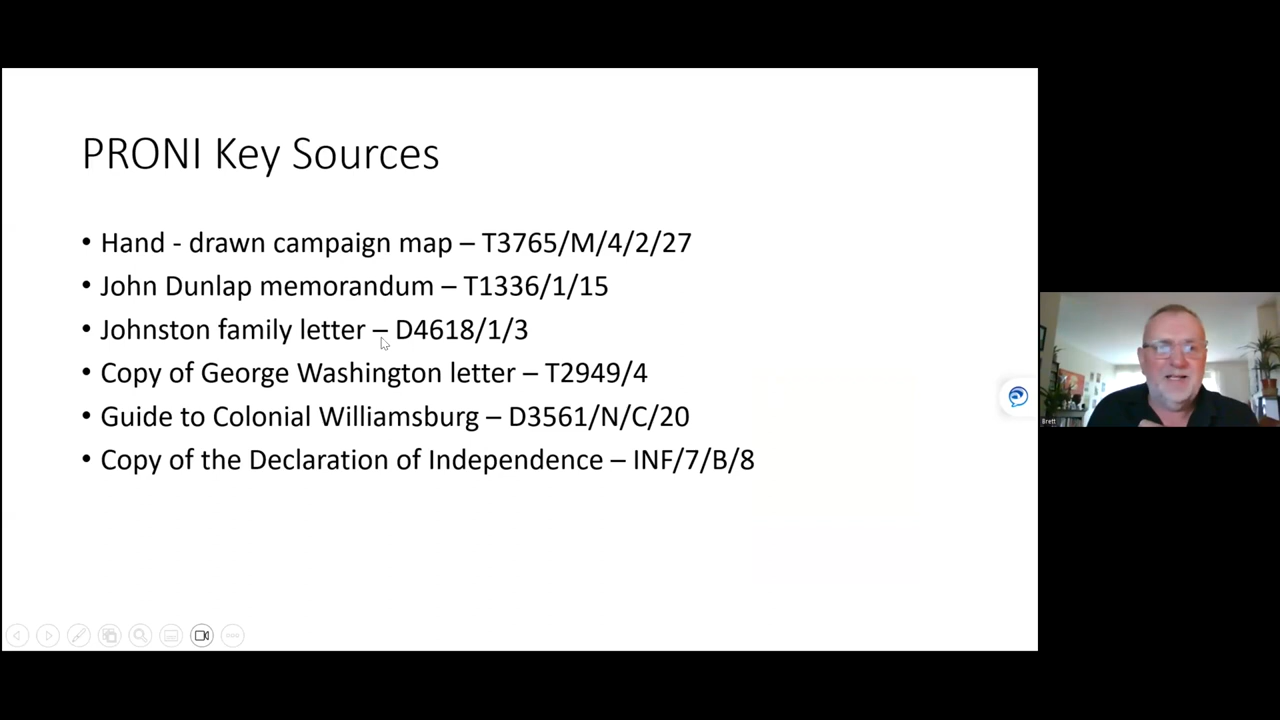 PRONI Key Sources
• Hand - drawn campaign map – T3765/M/4/2/27
• John Dunlap memorandum – T1336/1/15
• Johnston family letter – D4618/1/3
• Copy of George Washington letter – T2949/4
• Guide to Colonial Williamsburg – D3561/N/C/20
• Copy of the Declaration of Independence – INF/7/B/8
Brett